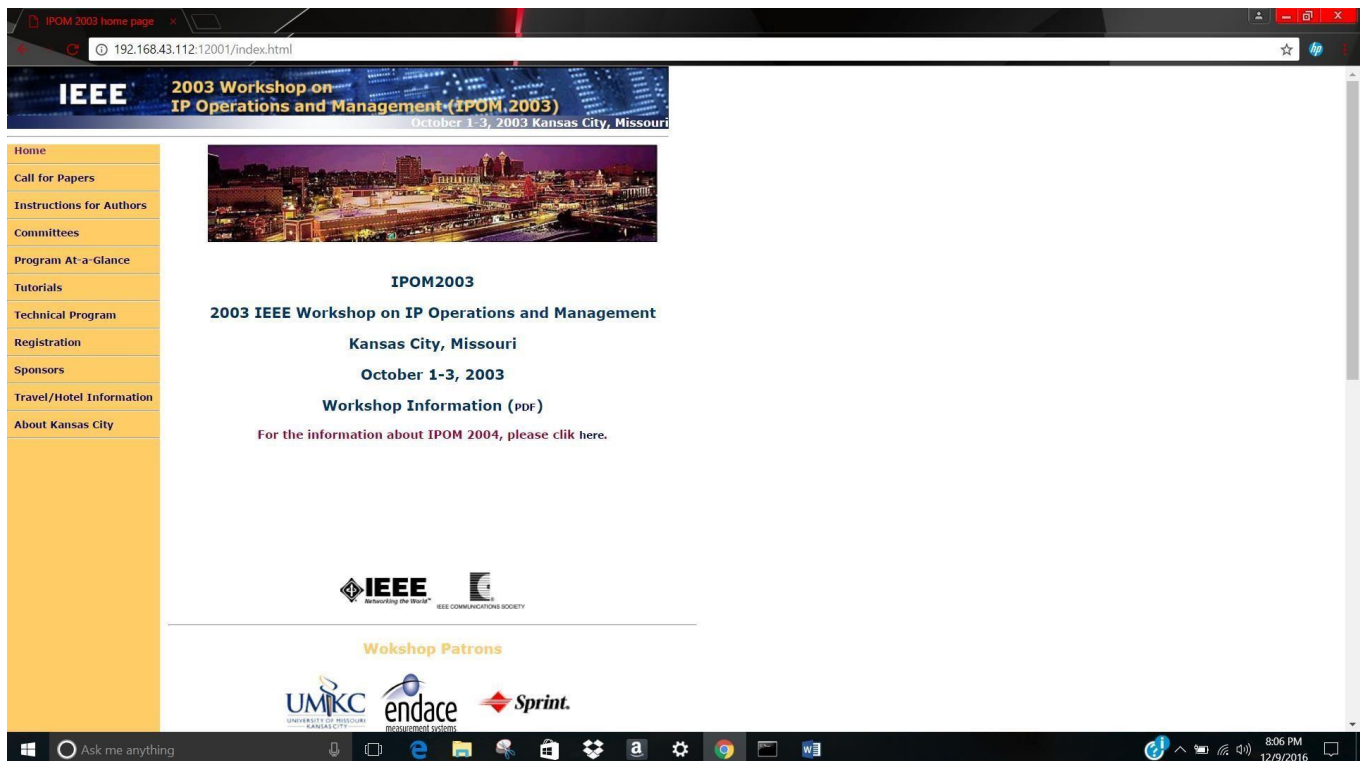 IPOM 2003 home page
192.168.43.112:12001/index.html
hp
IEEE
2003 Workshop on
IP Operations and Management (IPOM 2003)
October 1-3, 2003 Kansas City, Missouri
Home
Call for Papers
Instructions for Authors
Committees
Program At-a-Glance
Tutorials
Technical Program
Registration
Sponsors
Travel/Hotel Information
About Kansas City
IPOM2003
2003 IEEE Workshop on IP Operations and Management
Kansas City, Missouri
October 1-3, 2003
Workshop Information (PDF)
For the information about IPOM 2004, please clik here.
IEEE
Networking the World
IEEE COMMUNICATIONS SOCIETY
Wokshop Patrons
UMKC
UNIVERSITY OF MISSOURI
KANSAS CITY
endace
measurement systems
Sprint.
Ask me anything
8:06 PM
12/9/2016